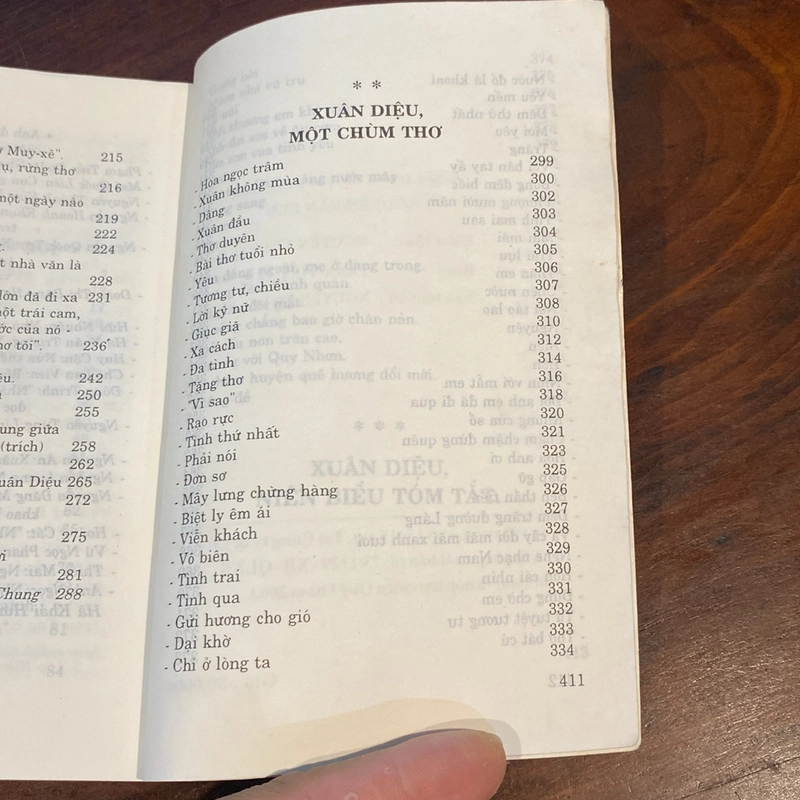 ơ Muy-xê". 215
ụ, rừng thơ
216
một ngày nào
219
222
224
t nhà văn là
228
lớn đã đi xa 231
một trái cam,
ớc của nó -
hơ tôi". 236
êu. 242
250
255
ung giữa
(trích) 258
262
uân Diệu 265
272
275
281
Chung 288
* *
XUÂN DIỆU,
MỘT CHÙM THƠ
- Hoa ngọc trâm 299
- Xuân không mùa 300
- Dâng 302
- Xuân đầu 303
- Thơ duyên 304
- Bài thơ tuổi nhỏ 305
- Yêu 306
- Tương tư, chiều 307
- Lời kỹ nữ 308
- Giục giã 310
- Xa cách 312
- Đa tình 314
- Tặng thơ 316
- "Vì sao" 318
- Rạo rực 320
- Tình thứ nhất 321
- Phải nói 323
- Đơn sơ 325
- Mây lưng chừng hàng 326
- Biệt ly êm ái 327
- Viễn khách 328
- Vô biên 329
- Tình trai 330
- Tình qua 331
- Gửi hương cho gió 332
- Dại khờ 333
- Chỉ ở lòng ta 334
411